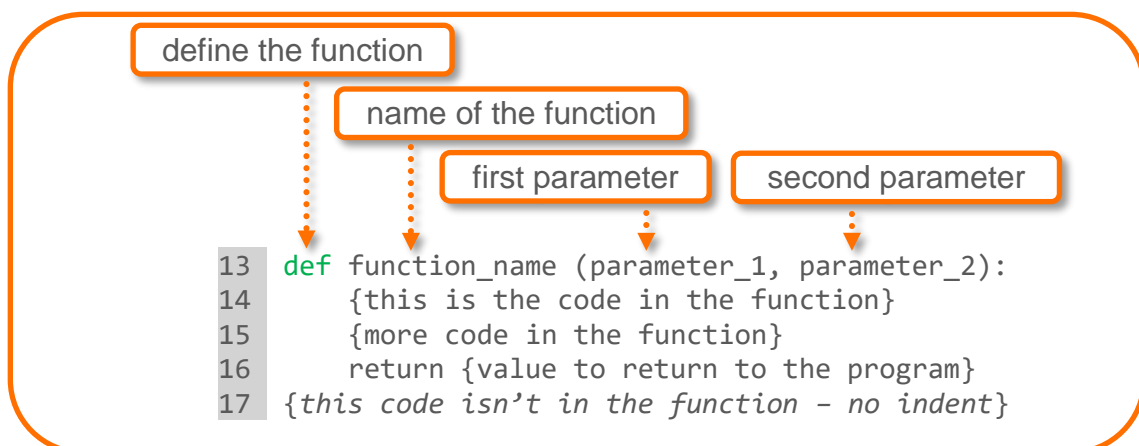 define the function
name of the function
first parameter
second parameter
13 def function_name (parameter_1, parameter_2):
14     {this is the code in the function}
15     {more code in the function}
16     return {value to return to the program}
17 {this code isn’t in the function – no indent}